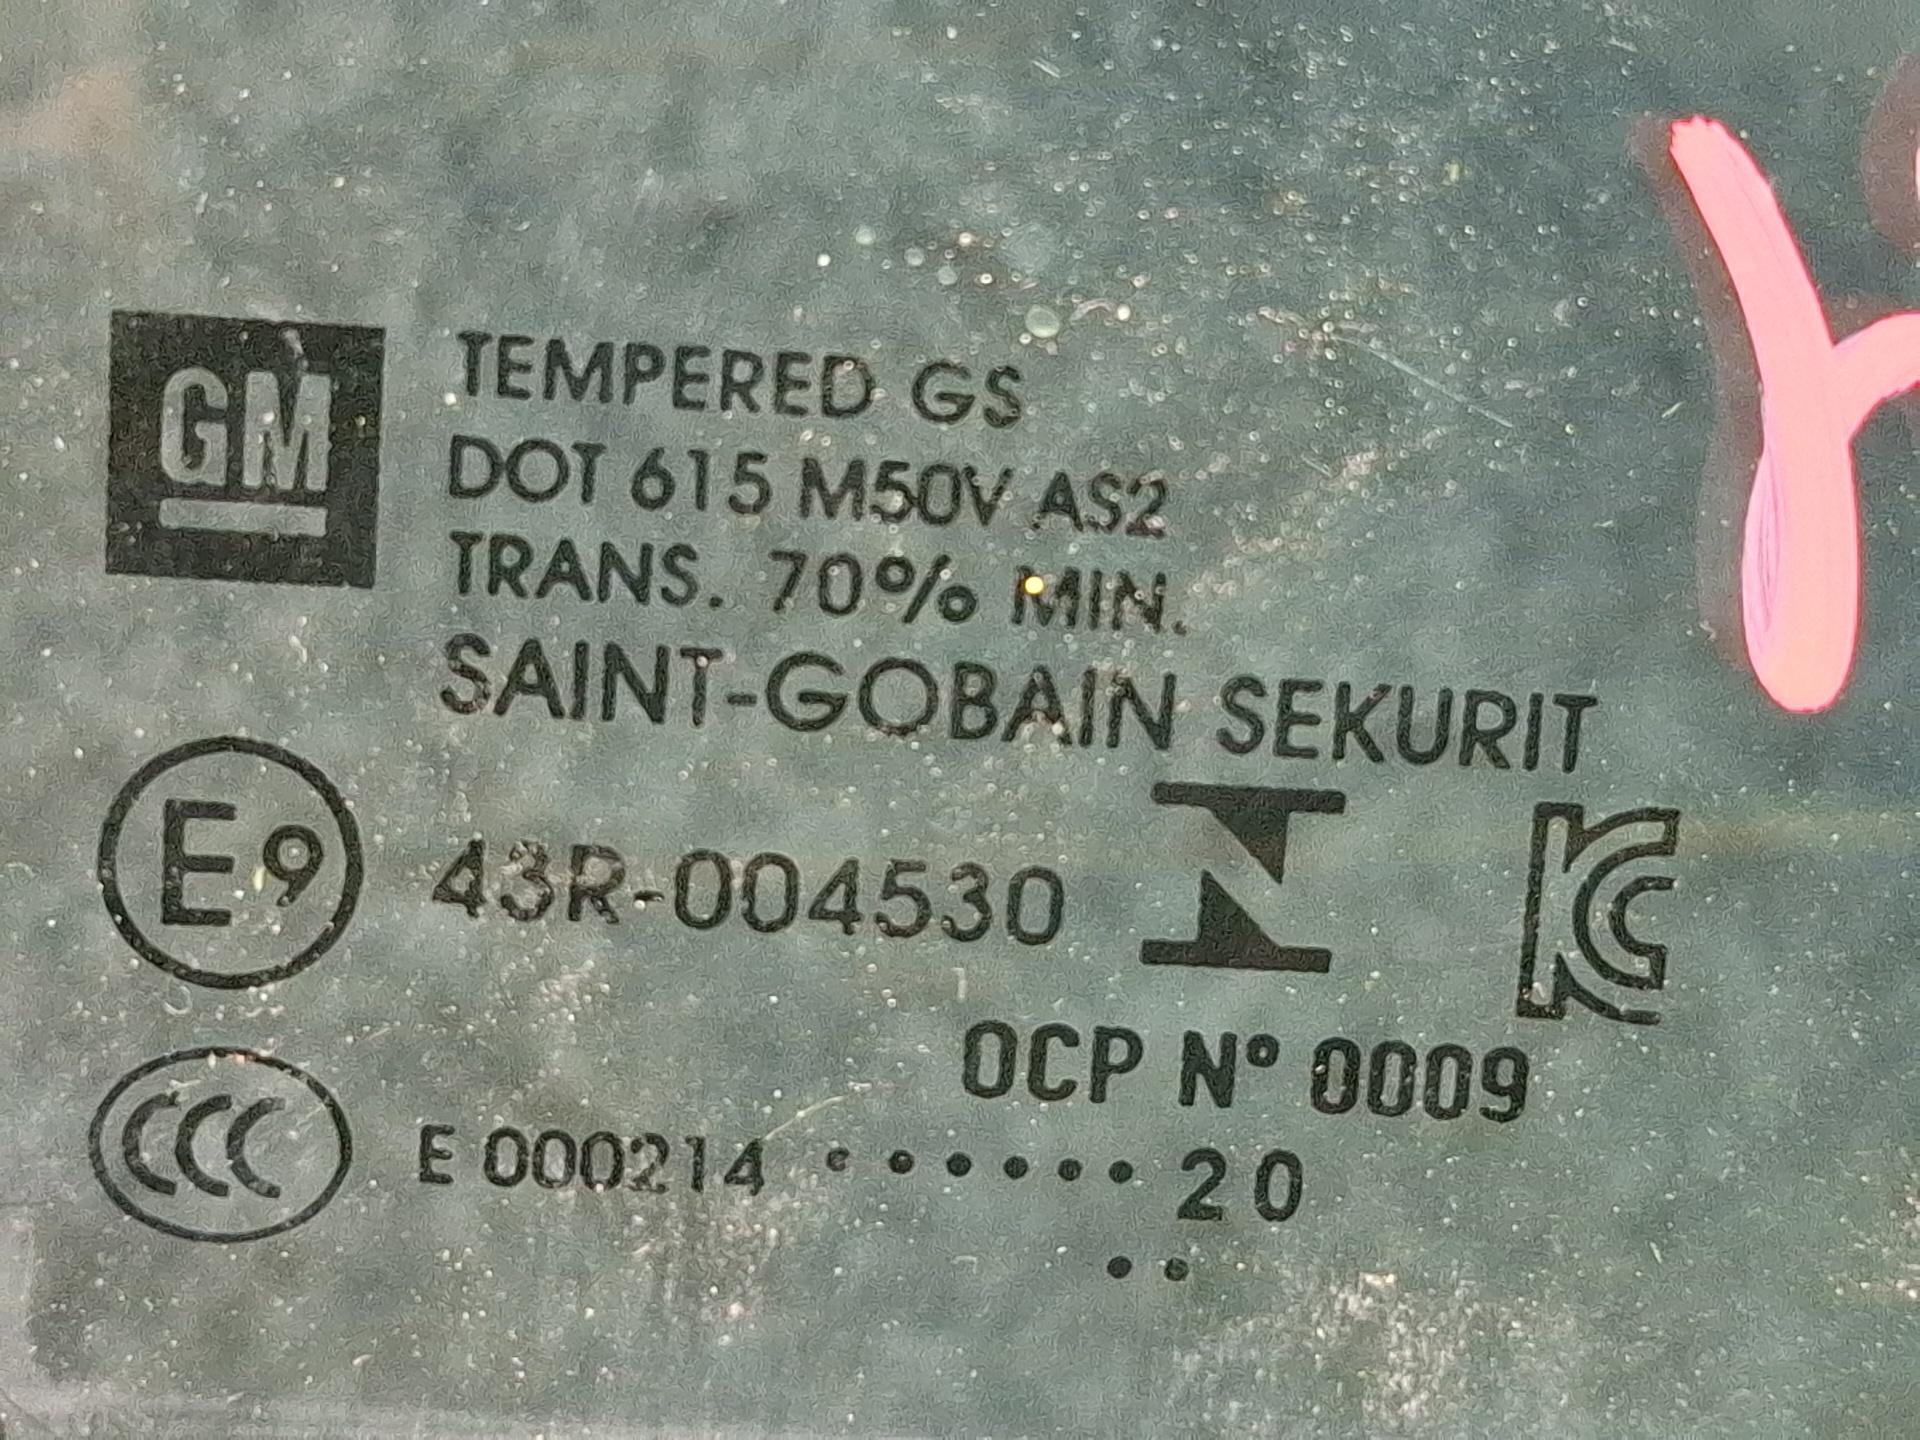 GM
TEMPERED GS
DOT 615 M50V AS2
TRANS. 70% MIN.
SAINT-GOBAIN SEKURIT
E9 43R-004530
OCP Nº 0009
CCC E 000214 •••••• 20
••